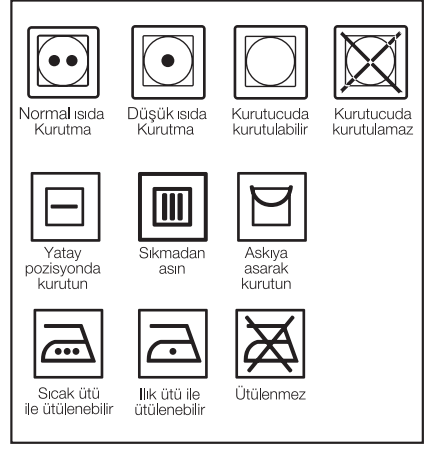 Normal ısıda
Kurutma
Düşük ısıda
Kurutma
Kurutucuda
kurutulabilir
Kurutucuda
kurutulamaz
Yatay
pozisyonda
kurutun
Sıkmadan
asın
Askıya
asarak
kurutun
Sıcak ütü
ile ütülenebilir
Ilık ütü ile
ütülenebilir
Ütülenmez